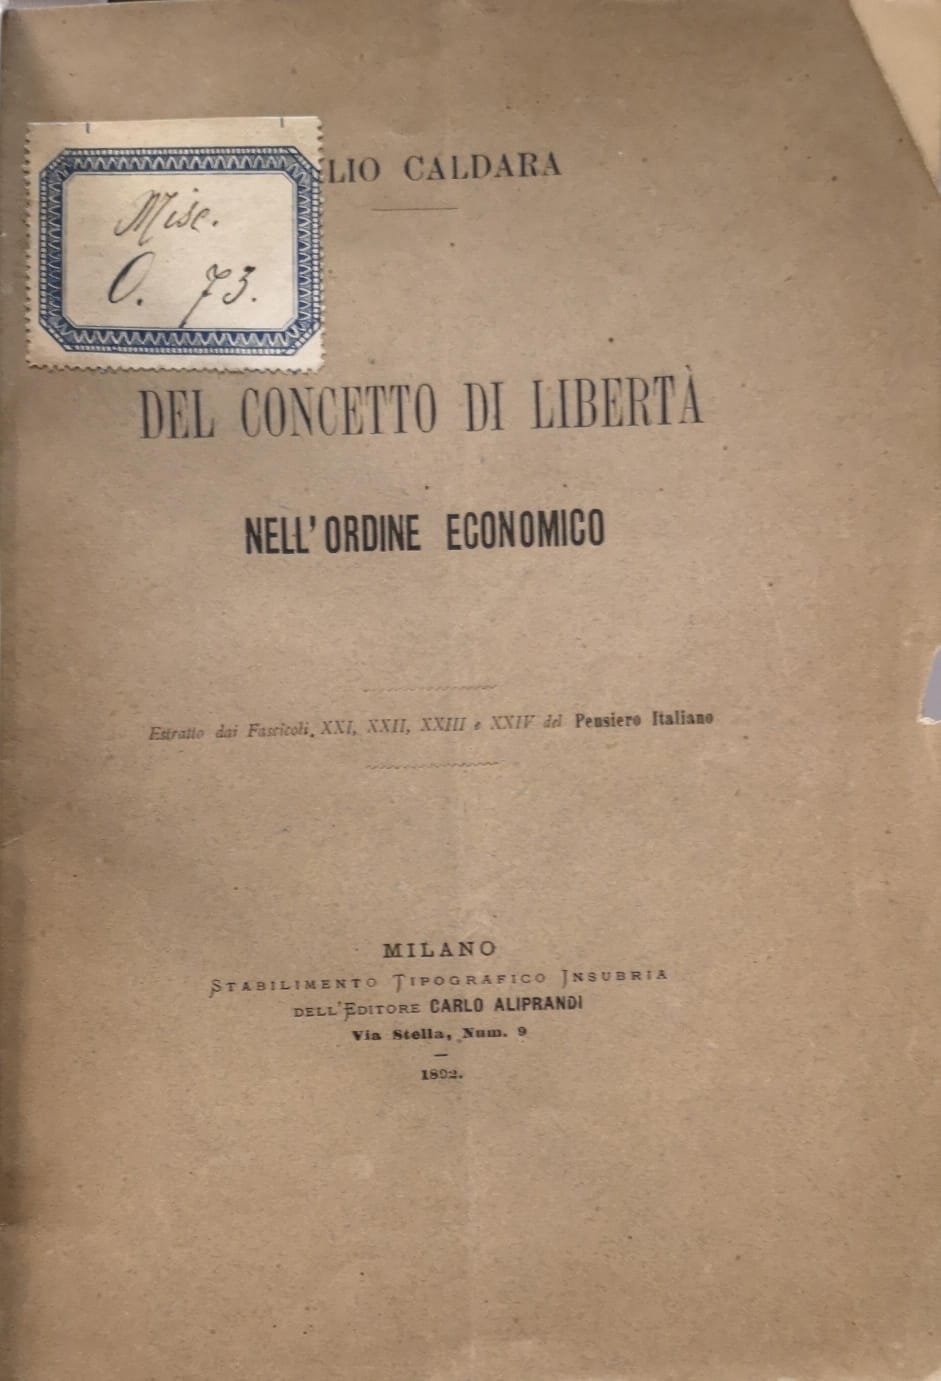 LIO CALDARA
Misc.
O. 73.
DEL CONCETTO DI LIBERTÀ
NELL'ORDINE ECONOMICO
Estratto dai Fascicoli, XXI, XXII, XXIII e XXIV del Pensiero Italiano
MILANO
STABILIMENTO TIPOGRAFICO INSUBRIA
DELL'EDITORE CARLO ALIPRANDI
Via Stella, Num. 9
1892.